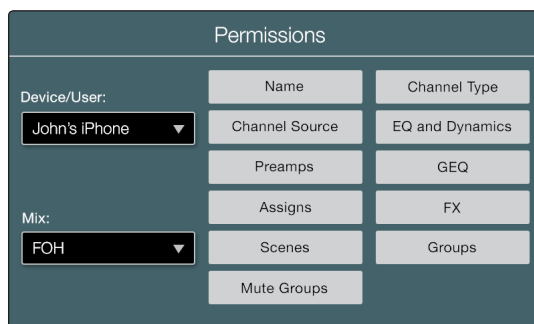 Permissions
Device/User:
John's iPhone
Mix:
FOH
Name
Channel Type
Channel Source
EQ and Dynamics
Preamps
GEQ
Assigns
FX
Scenes
Groups
Mute Groups